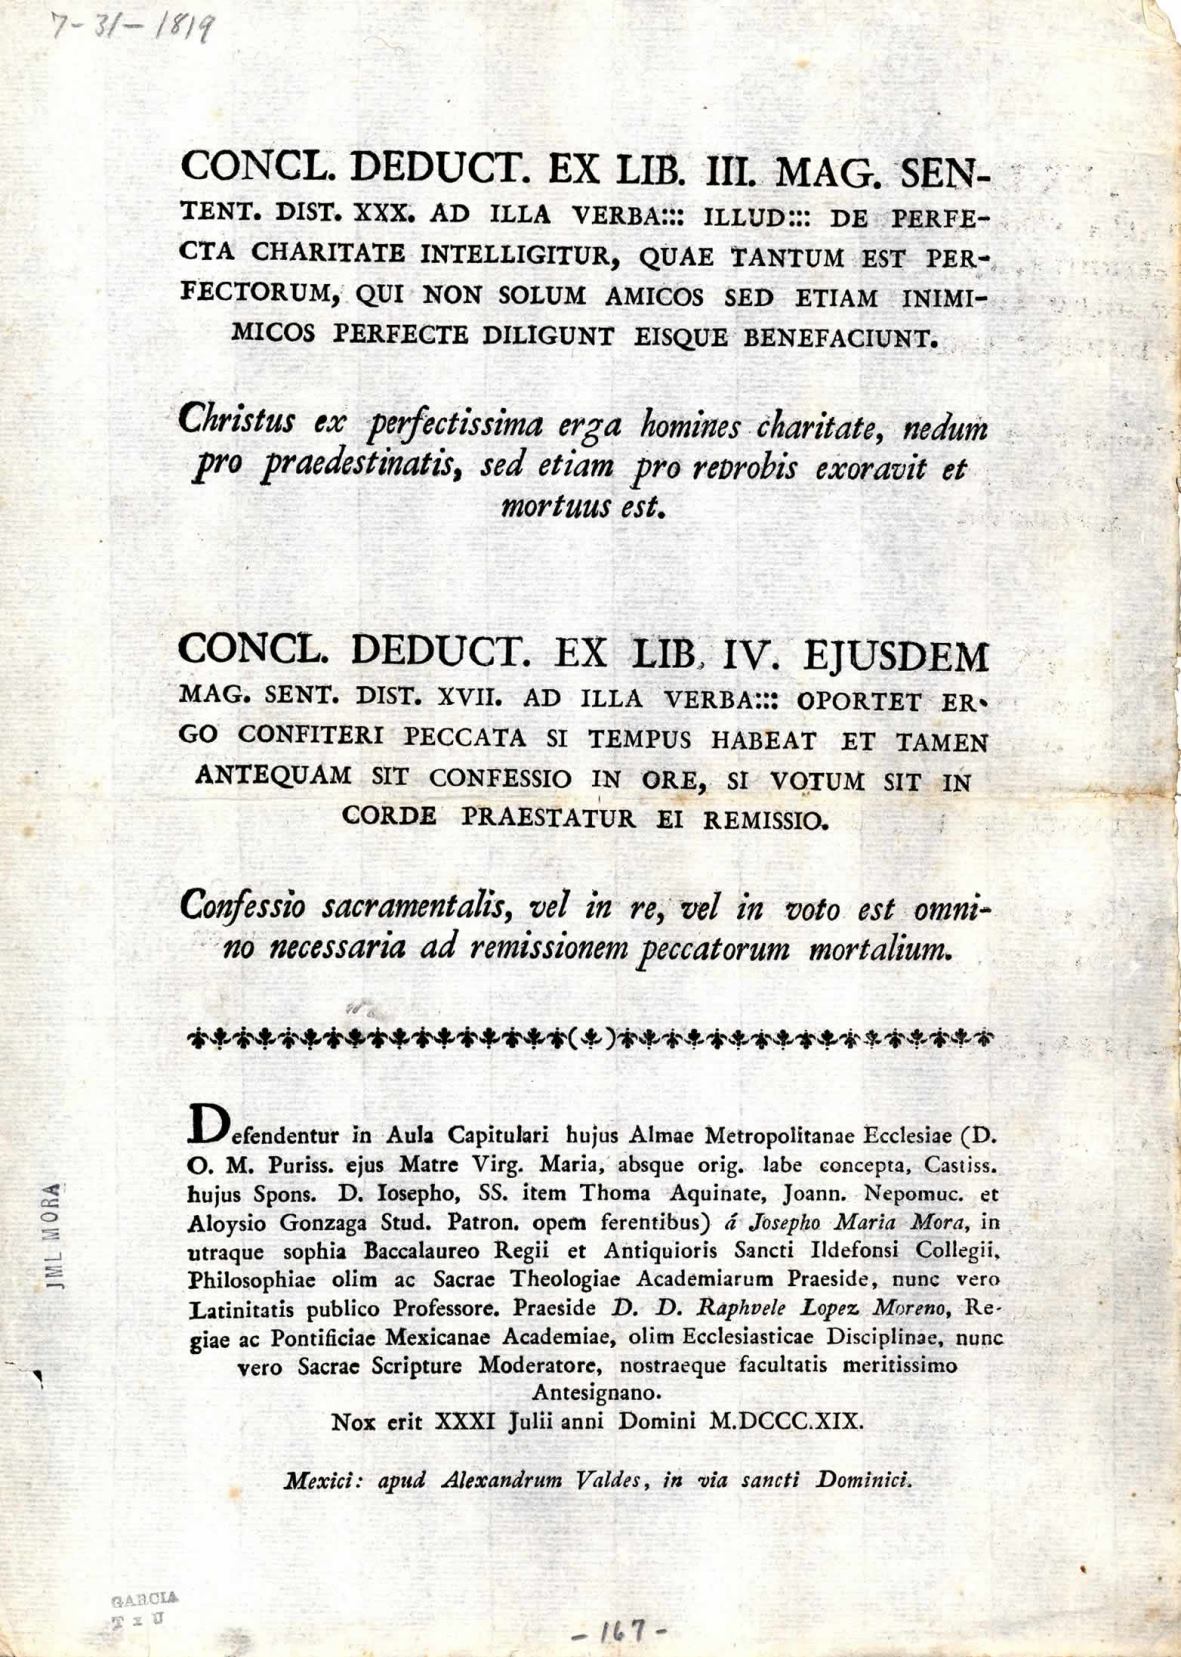 7-31-1819
CONCL. DEDUCT. EX LIB. III. MAG. SEN-
TENT. DIST. XXX. AD ILLA VERBA::: ILLUD::: DE PERFE-
CTA CHARITATE INTELLIGITUR, QUAE TANTUM EST PER-
FECTORUM, QUI NON SOLUM AMICOS SED ETIAM INIMI-
MICOS PERFECTE DILIGUNT EISQUE BENEFACIUNT.
Christus ex perfectissima erga homines charitate, nedum
pro praedestinatis, sed etiam pro reprobis exoravit et
mortuus est.
CONCL. DEDUCT. EX LIB. IV. EJUSDEM
MAG. SENT. DIST. XVII. AD ILLA VERBA::: OPORTET ER-
GO CONFITERI PECCATA SI TEMPUS HABEAT ET TAMEN
ANTEQUAM SIT CONFESSIO IN ORE, SI VOTUM SIT IN
CORDE PRAESTATUR EI REMISSIO.
Confessio sacramentalis, vel in re, vel in voto est omni-
no necessaria ad remissionem peccatorum mortalium.
Defendentur in Aula Capitulari hujus Almae Metropolitanae Ecclesiae (D.
O. M. Puriss. ejus Matre Virg. Maria, absque orig. labe concepta, Castiss.
hujus Spons. D. Iosepho, SS. item Thoma Aquinate, Joann. Nepomuc. et
Aloysio Gonzaga Stud. Patron. opem ferentibus) á Josepho Maria Mora, in
utraque sophia Baccalaureo Regii et Antiquioris Sancti Ildefonsi Collegii,
Philosophiae olim ac Sacrae Theologiae Academiarum Praeside, nunc vero
Latinitatis publico Professore. Praeside D. D. Raphaele Lopez Moreno, Re-
giae ac Pontificiae Mexicanae Academiae, olim Ecclesiasticae Disciplinae, nunc
vero Sacrae Scripture Moderatore, nostraeque facultatis meritissimo
Antesignano.
Nox erit XXXI Julii anni Domini M.DCCC.XIX.
Mexici: apud Alexandrum Valdes, in via sancti Dominici.
JML MORA
GARCIA
T x U
- 167 -